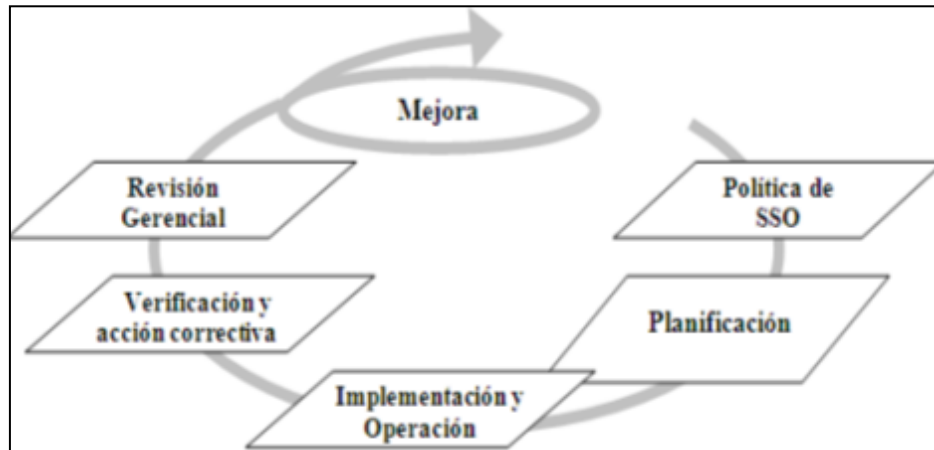 Mejora
Revisión
Gerencial
Política de
SSO
Verificación y
acción correctiva
Planificación
Implementación y
Operación